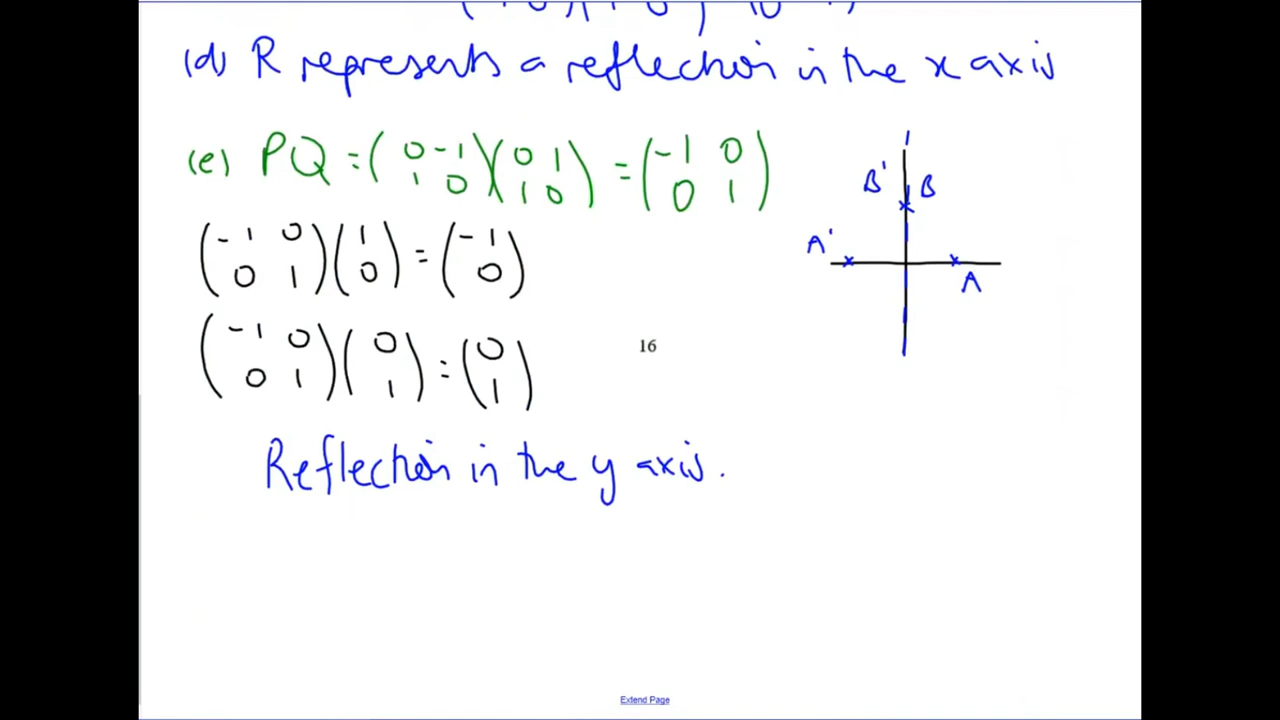 (d) R represents a reflection in the x axis
(e) PQ = (0 -1 1 0)(0 1 1 0) = (-1 0 0 1)
(-1 0 0 1)(1 0) = (-1 0)
(-1 0 0 1)(0 1) = (0 1)
B' B
A'
A
16
Reflection in the y axis.
Extend Page